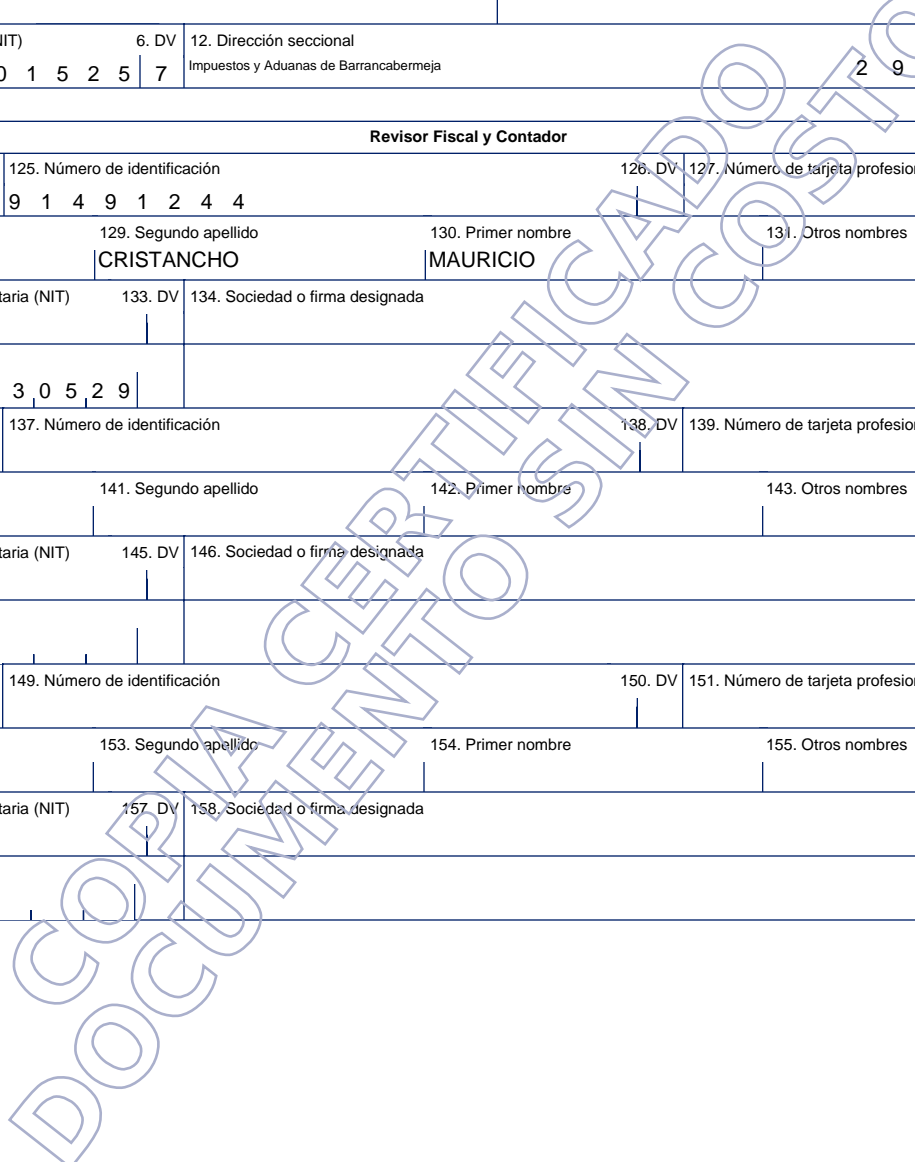 NIT) 6. DV 12. Dirección seccional
0 1 5 2 5 7 Impuestos y Aduanas de Barrancabermeja 2 9
Revisor Fiscal y Contador
125. Número de identificación 126. DV 127. Número de tarjeta profesion
9 1 4 9 1 2 4 4
129. Segundo apellido 130. Primer nombre 131. Otros nombres
CRISTANCHO MAURICIO
taria (NIT) 133. DV 134. Sociedad o firma designada
3 0 5 2 9
137. Número de identificación 138. DV 139. Número de tarjeta profesion
141. Segundo apellido 142. Primer nombre 143. Otros nombres
taria (NIT) 145. DV 146. Sociedad o firma designada
149. Número de identificación 150. DV 151. Número de tarjeta profesion
153. Segundo apellido 154. Primer nombre 155. Otros nombres
taria (NIT) 157. DV 158. Sociedad o firma designada
COPIA CERTIFICADO
DOCUMENTO SIN COSTO